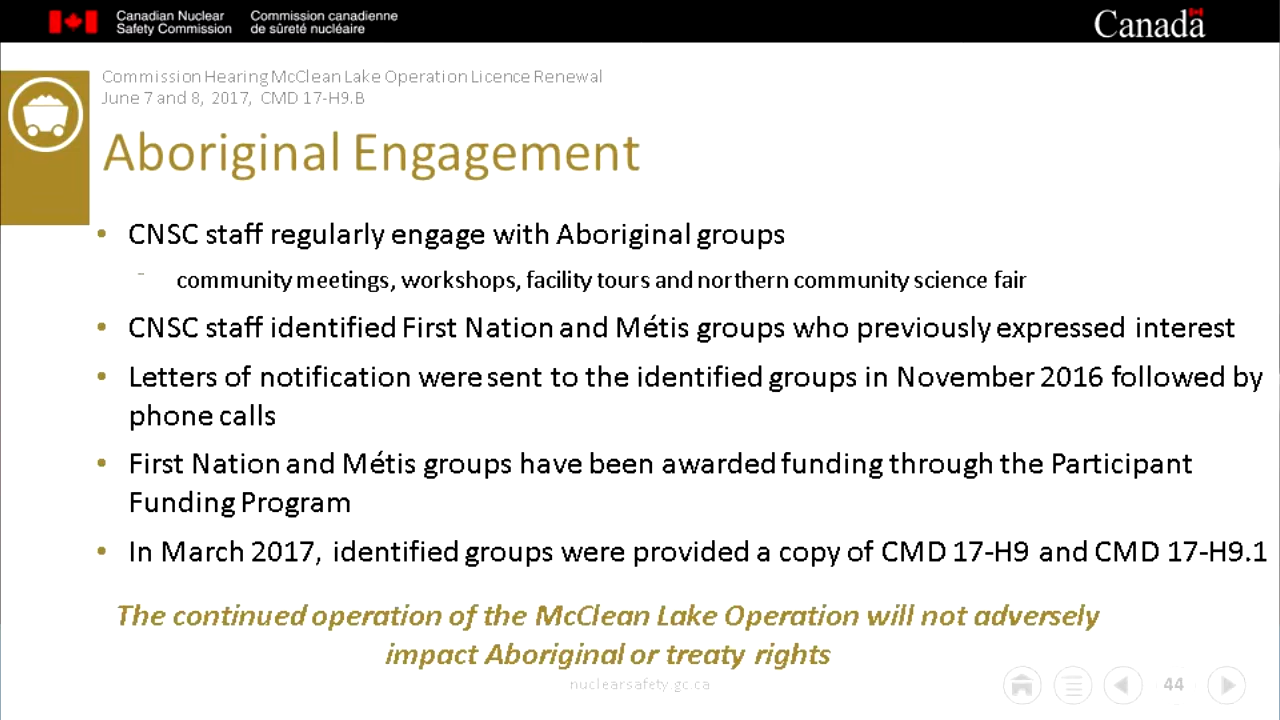 Canadian Nuclear
Safety Commission
Commission canadienne
de sûreté nucléaire
Canada
Commission Hearing McClean Lake Operation Licence Renewal
June 7 and 8, 2017, CMD 17-H9.B
Aboriginal Engagement
• CNSC staff regularly engage with Aboriginal groups
– community meetings, workshops, facility tours and northern community science fair
• CNSC staff identified First Nation and Métis groups who previously expressed interest
• Letters of notification were sent to the identified groups in November 2016 followed by
phone calls
• First Nation and Métis groups have been awarded funding through the Participant
Funding Program
• In March 2017, identified groups were provided a copy of CMD 17-H9 and CMD 17-H9.1
The continued operation of the McClean Lake Operation will not adversely
impact Aboriginal or treaty rights
nuclearsafety.gc.ca
44